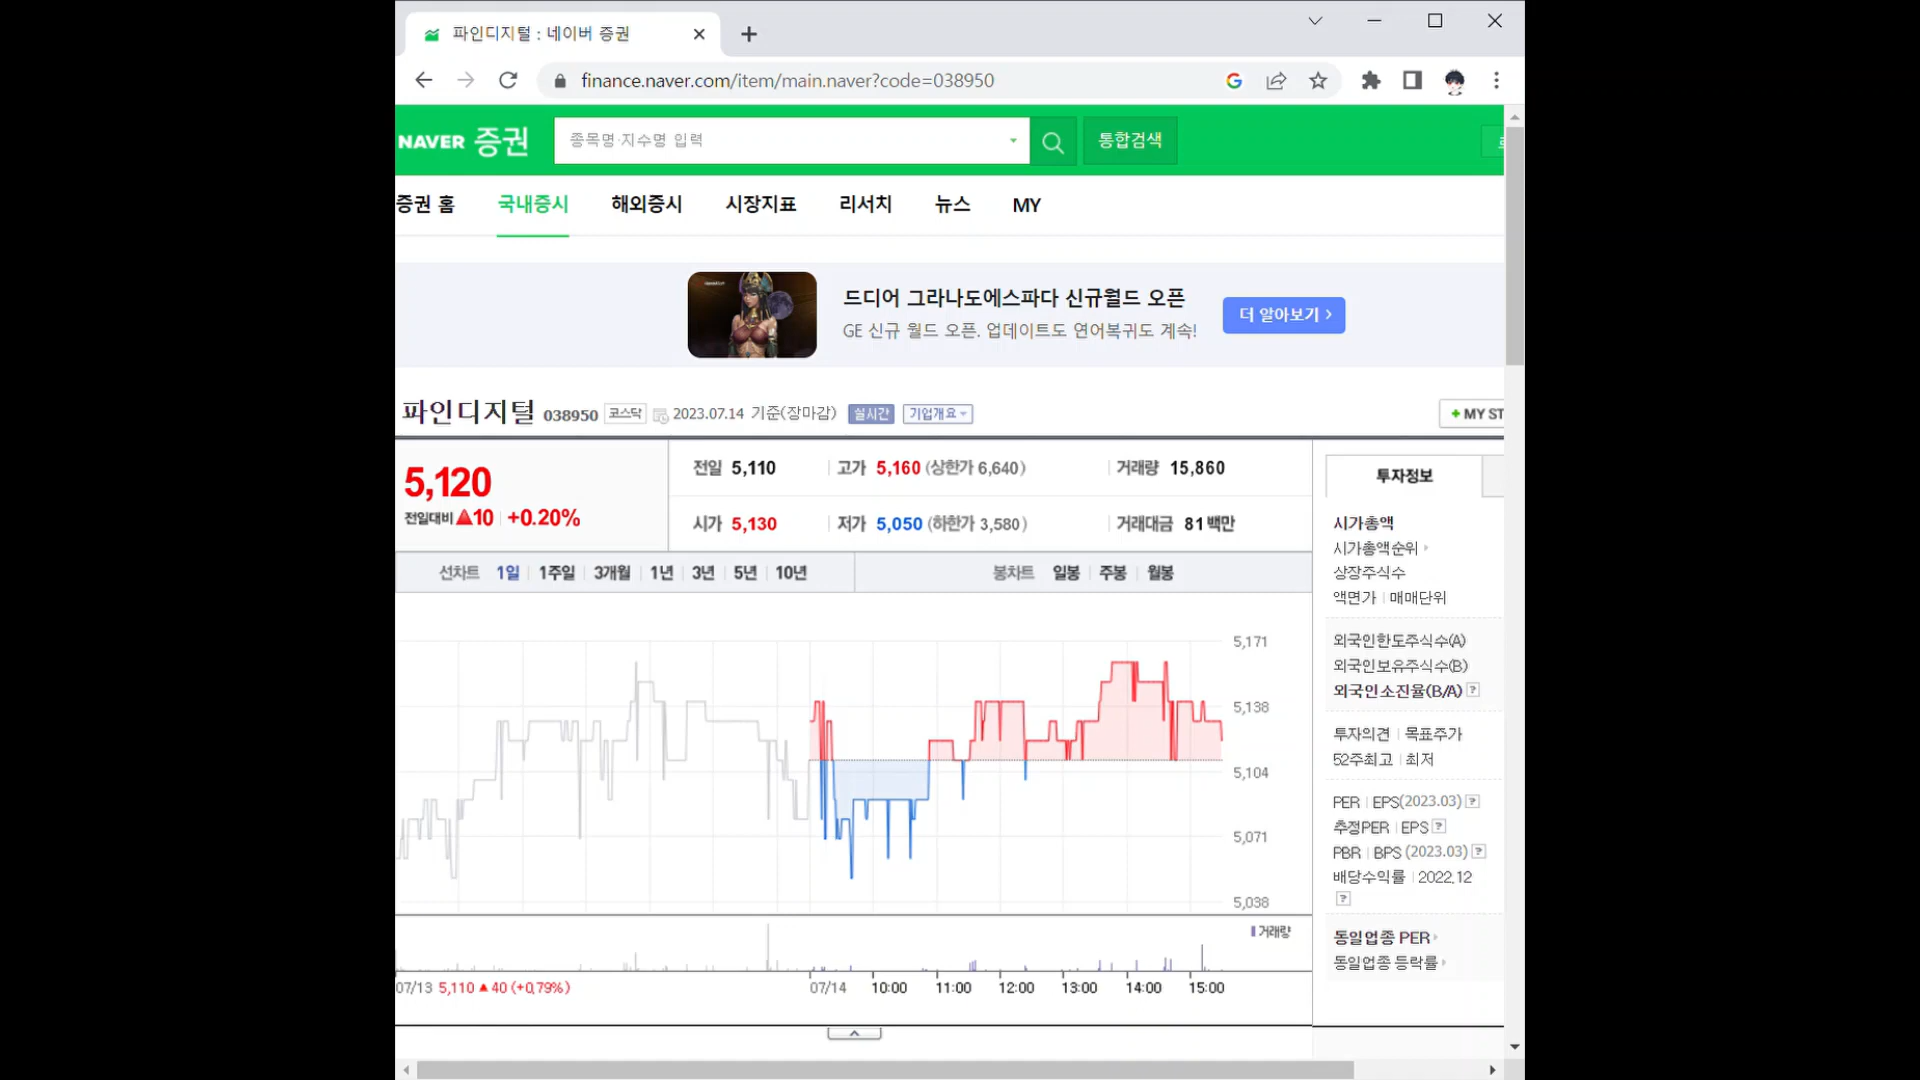 파인디지털 : 네이버 증권
finance.naver.com/item/main.naver?code=038950
NAVER 증권
종목명·지수명 입력
통합검색
증권 홈 국내증시 해외증시 시장지표 리서치 뉴스 MY
드디어 그라나도에스파다 신규월드 오픈
GE 신규 월드 오픈. 업데이트도 연어복귀도 계속!
더 알아보기
파인디지털 038950 코스닥 2023.07.14 기준(장마감) 실시간 기업개요
+ MY ST
5,120
전일대비 ▲10 +0.20%
전일 5,110 고가 5,160 (상한가 6,640) 거래량 15,860
시가 5,130 저가 5,050 (하한가 3,580) 거래대금 81 백만
선차트 1일 1주일 3개월 1년 3년 5년 10년
봉차트 일봉 주봉 월봉
5,171
5,138
5,104
5,071
5,038
거래량
07/13 5,110 ▲ 40 (+0.79%)
07/14 10:00 11:00 12:00 13:00 14:00 15:00
투자정보
시가총액
시가총액순위
상장주식수
액면가 매매단위
외국인한도주식수(A)
외국인보유주식수(B)
외국인소진율(B/A) ?
투자의견 목표주가
52주최고 최저
PER EPS(2023.03) ?
추정PER EPS ?
PBR BPS (2023.03) ?
배당수익률 2022.12
?
동일업종 PER
동일업종 등락률